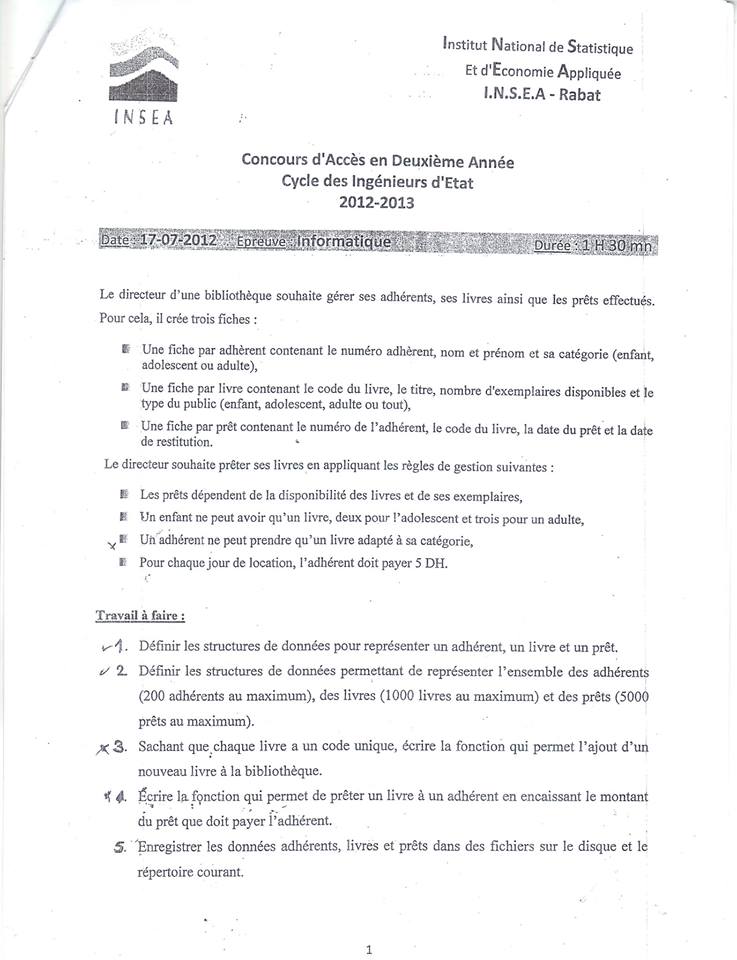 INSEA
Institut National de Statistique
Et d'Economie Appliquée
I.N.S.E.A - Rabat
Concours d'Accès en Deuxième Année
Cycle des Ingénieurs d'Etat
2012-2013
Date : 17-07-2012 Epreuve : Informatique Durée : 1 H 30 mn
Le directeur d'une bibliothèque souhaite gérer ses adhérents, ses livres ainsi que les prêts effectués.
Pour cela, il crée trois fiches :
Une fiche par adhèrent contenant le numéro adhèrent, nom et prénom et sa catégorie (enfant,
adolescent ou adulte),
Une fiche par livre contenant le code du livre, le titre, nombre d'exemplaires disponibles et le
type du public (enfant, adolescent, adulte ou tout),
Une fiche par prêt contenant le numéro de l'adhérent, le code du livre, la date du prêt et la date
de restitution.
Le directeur souhaite prêter ses livres en appliquant les règles de gestion suivantes :
Les prêts dépendent de la disponibilité des livres et de ses exemplaires,
Un enfant ne peut avoir qu'un livre, deux pour l'adolescent et trois pour un adulte,
Un adhérent ne peut prendre qu'un livre adapté à sa catégorie,
Pour chaque jour de location, l'adhérent doit payer 5 DH.
Travail à faire :
1. Définir les structures de données pour représenter un adhérent, un livre et un prêt.
2. Définir les structures de données permettant de représenter l'ensemble des adhérents
(200 adhérents au maximum), des livres (1000 livres au maximum) et des prêts (5000
prêts au maximum).
3. Sachant que chaque livre a un code unique, écrire la fonction qui permet l'ajout d'un
nouveau livre à la bibliothèque.
4. Écrire la fonction qui permet de prêter un livre à un adhérent en encaissant le montant
du prêt que doit payer l'adhérent.
5. Enregistrer les données adhérents, livres et prêts dans des fichiers sur le disque et le
répertoire courant.
1